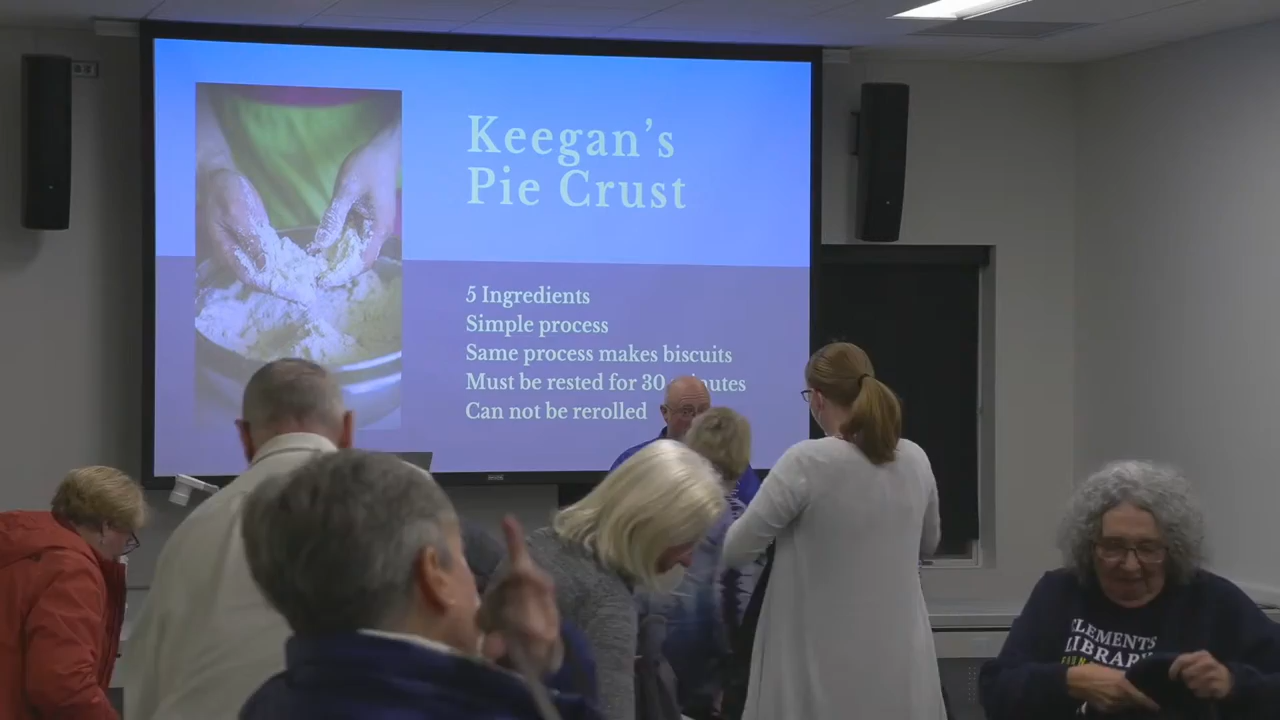 Keegan's
Pie Crust
5 Ingredients
Simple process
Same process makes biscuits
Must be rested for 30 minutes
Can not be rerolled
CLEMENTS
LIBRARY